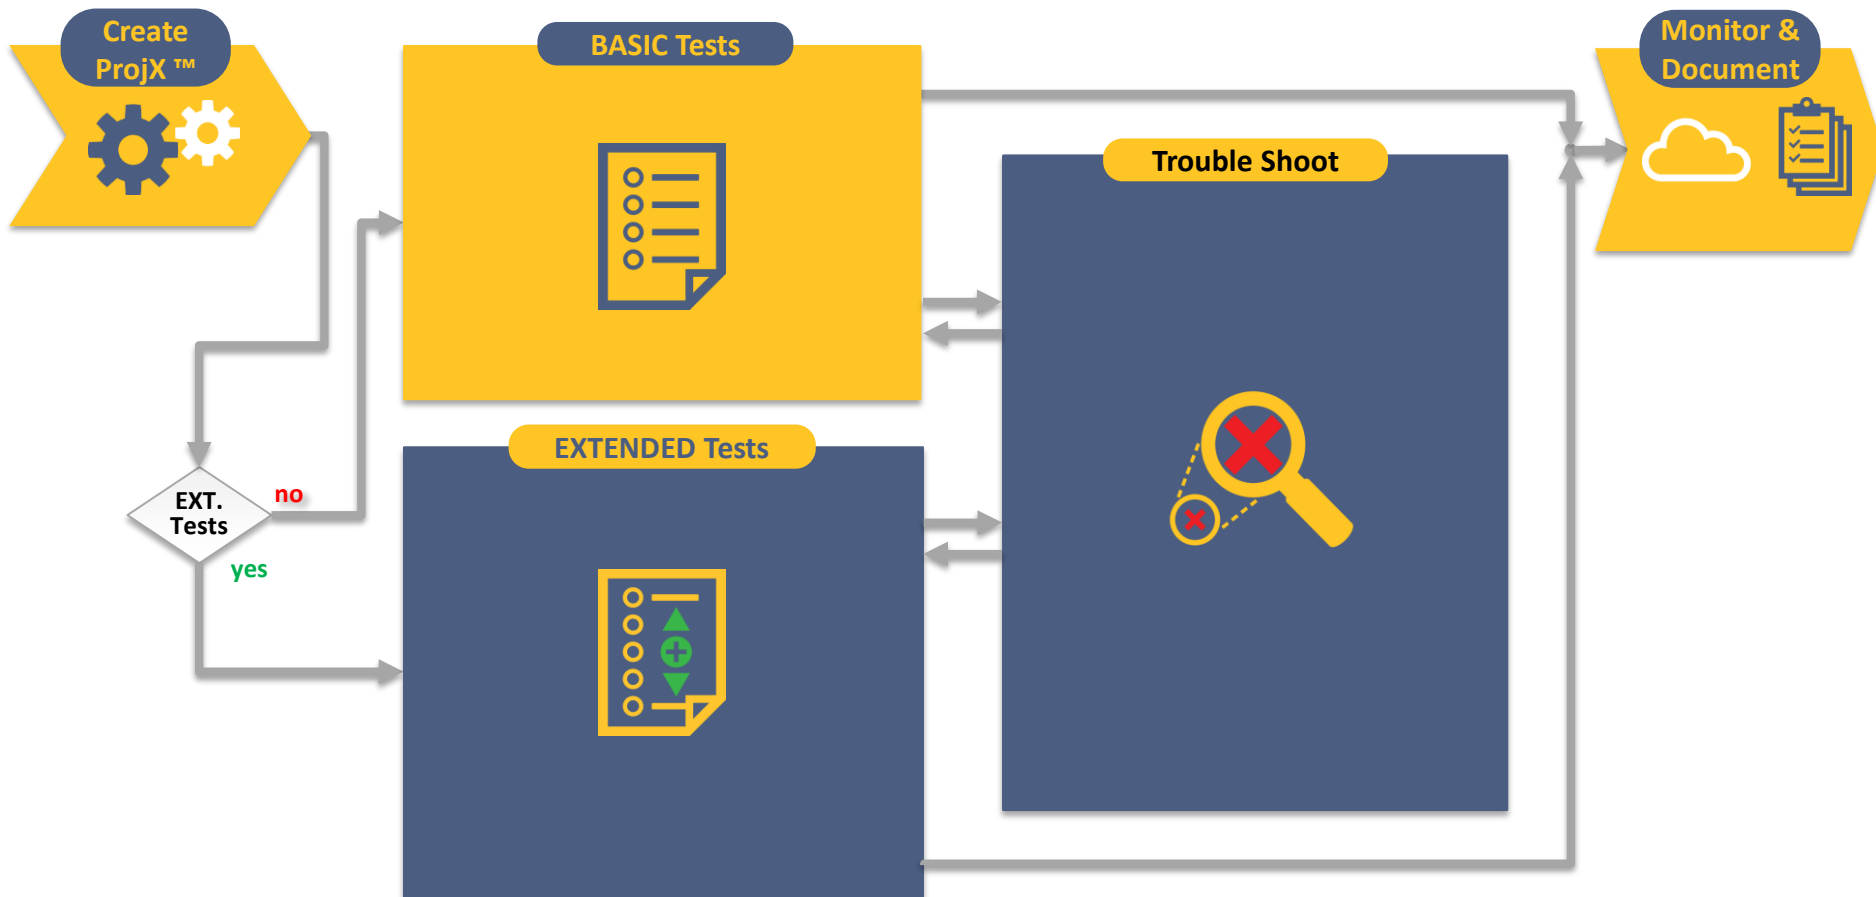 Create
ProjX ™
BASIC Tests
Monitor &
Document
Trouble Shoot
EXTENDED Tests
EXT.
Tests
no
yes